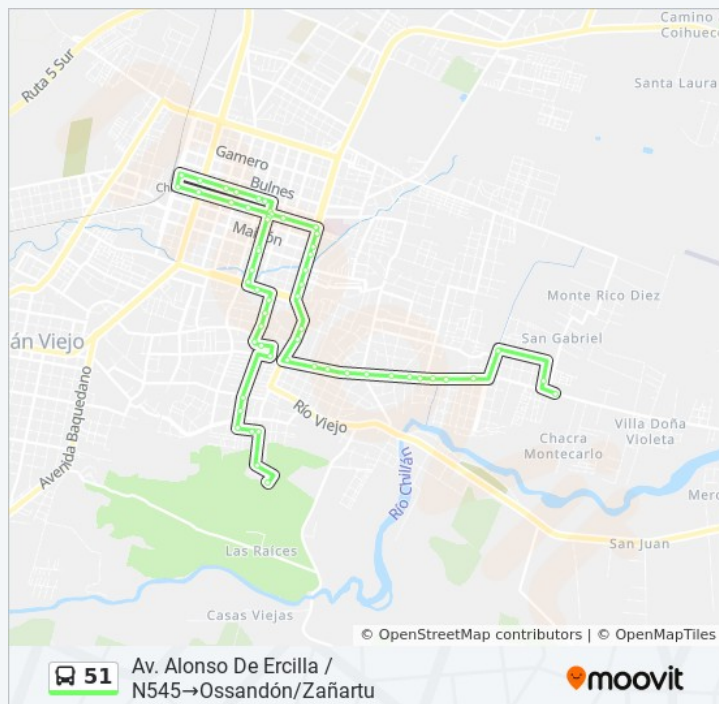 Camino
Coihueco
Ruta 5 Sur
Santa Laura
Gamero
Bulnes
Ch
Maipón
Monte Rico Diez
San Gabriel
án Viejo
Avenida Baquedano
Río Viejo
Villa Doña
Violeta
Chacra
Montecarlo
Río Chillán
Merc
San Juan
Las Raíces
Casas Viejas
© OpenStreetMap contributors | © OpenMapTiles
51
Av. Alonso De Ercilla /
N545→Ossandón/Zañartu
moovit